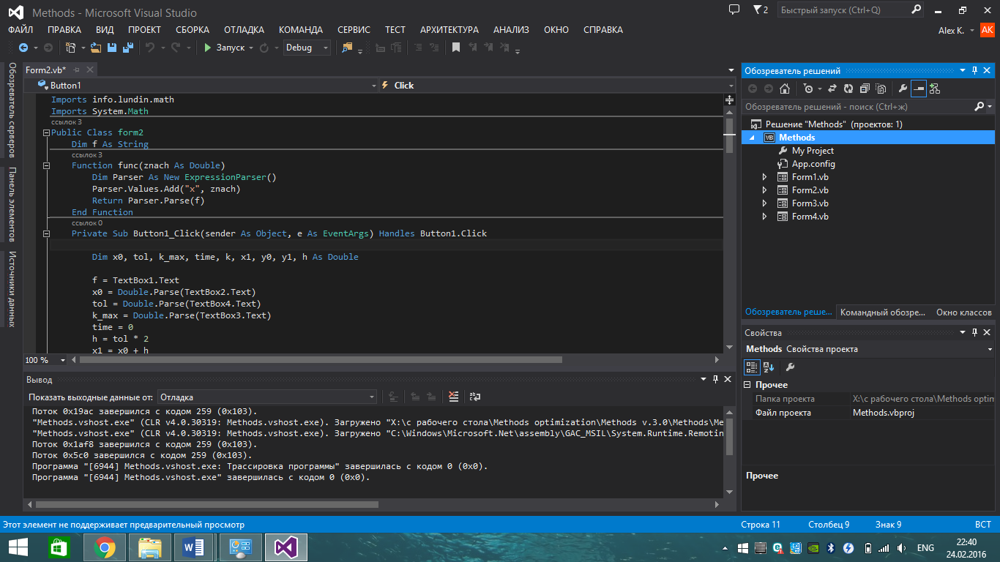 Methods - Microsoft Visual Studio
2
Быстрый запуск (Ctrl+Q)
ФАЙЛ ПРАВКА ВИД ПРОЕКТ СБОРКА ОТЛАДКА КОМАНДА СЕРВИС ТЕСТ АРХИТЕКТУРА АНАЛИЗ ОКНО СПРАВКА
Alex K. AK
Запуск Debug
Обозреватель серверов
Панель элементов
Источники данных
Form2.vb*
Button1 Click
Imports info.lundin.math
Imports System.Math
ссылок 3
Public Class form2
Dim f As String
ссылок 3
Function func(znach As Double)
Dim Parser As New ExpressionParser()
Parser.Values.Add("x", znach)
Return Parser.Parse(f)
End Function
ссылок 0
Private Sub Button1_Click(sender As Object, e As EventArgs) Handles Button1.Click
Dim x0, tol, k_max, time, k, x1, y0, y1, h As Double
f = TextBox1.Text
x0 = Double.Parse(TextBox2.Text)
tol = Double.Parse(TextBox4.Text)
k_max = Double.Parse(TextBox3.Text)
time = 0
h = tol * 2
x1 = x0 + h
100 %
Вывод
Показать выходные данные от: Отладка
Поток 0x19ac завершился с кодом 259 (0x103).
"Methods.vshost.exe" (CLR v4.0.30319: Methods.vshost.exe). Загружено "X:\с рабочего стола\Methods optimization\Methods v.3.0\Methods\Me
"Methods.vshost.exe" (CLR v4.0.30319: Methods.vshost.exe). Загружено "C:\Windows\Microsoft.Net\assembly\GAC_MSIL\System.Runtime.Remotin
Поток 0x1af8 завершился с кодом 259 (0x103).
Поток 0x5c0 завершился с кодом 259 (0x103).
Программа "[6944] Methods.vshost.exe: Трассировка программы" завершилась с кодом 0 (0x0).
Программа "[6944] Methods.vshost.exe" завершилась с кодом 0 (0x0).
Обозреватель решений
Обозреватель решений - поиск (Ctrl+ж)
Решение "Methods" (проектов: 1)
VB Methods
My Project
App.config
Form1.vb
Form2.vb
Form3.vb
Form4.vb
Обозреватель реше... Командный обозре... Окно классов
Свойства
Methods Свойства проекта
Прочее
Папка проекта X:\с рабочего стола\Methods optim
Файл проекта Methods.vbproj
Прочее
Этот элемент не поддерживает предварительный просмотр
Строка 11 Столбец 9 Знак 9 ВСТ
ENG
22:40
24.02.2016